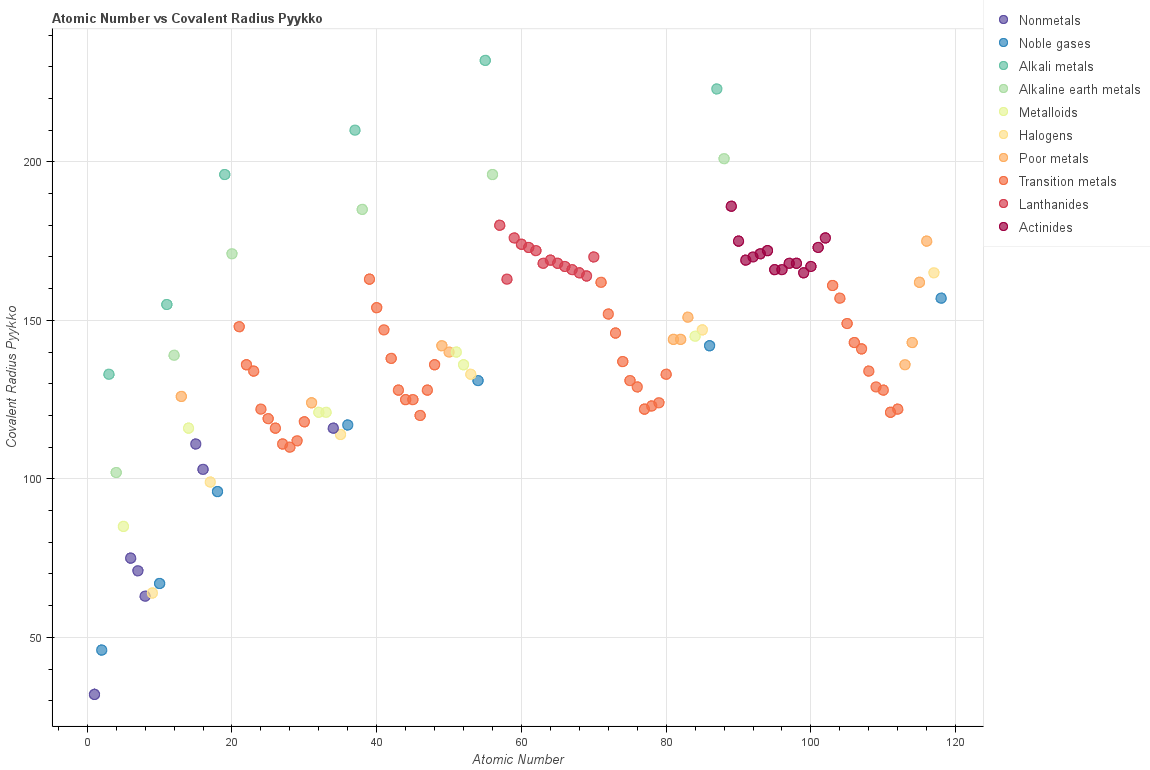 Atomic Number vs Covalent Radius Pyykko
Nonmetals
Noble gases
Alkali metals
Alkaline earth metals
Metalloids
Halogens
Poor metals
Transition metals
Lanthanides
Actinides
Covalent Radius Pyykko
200
150
100
50
0 20 40 60 80 100 120
Atomic Number